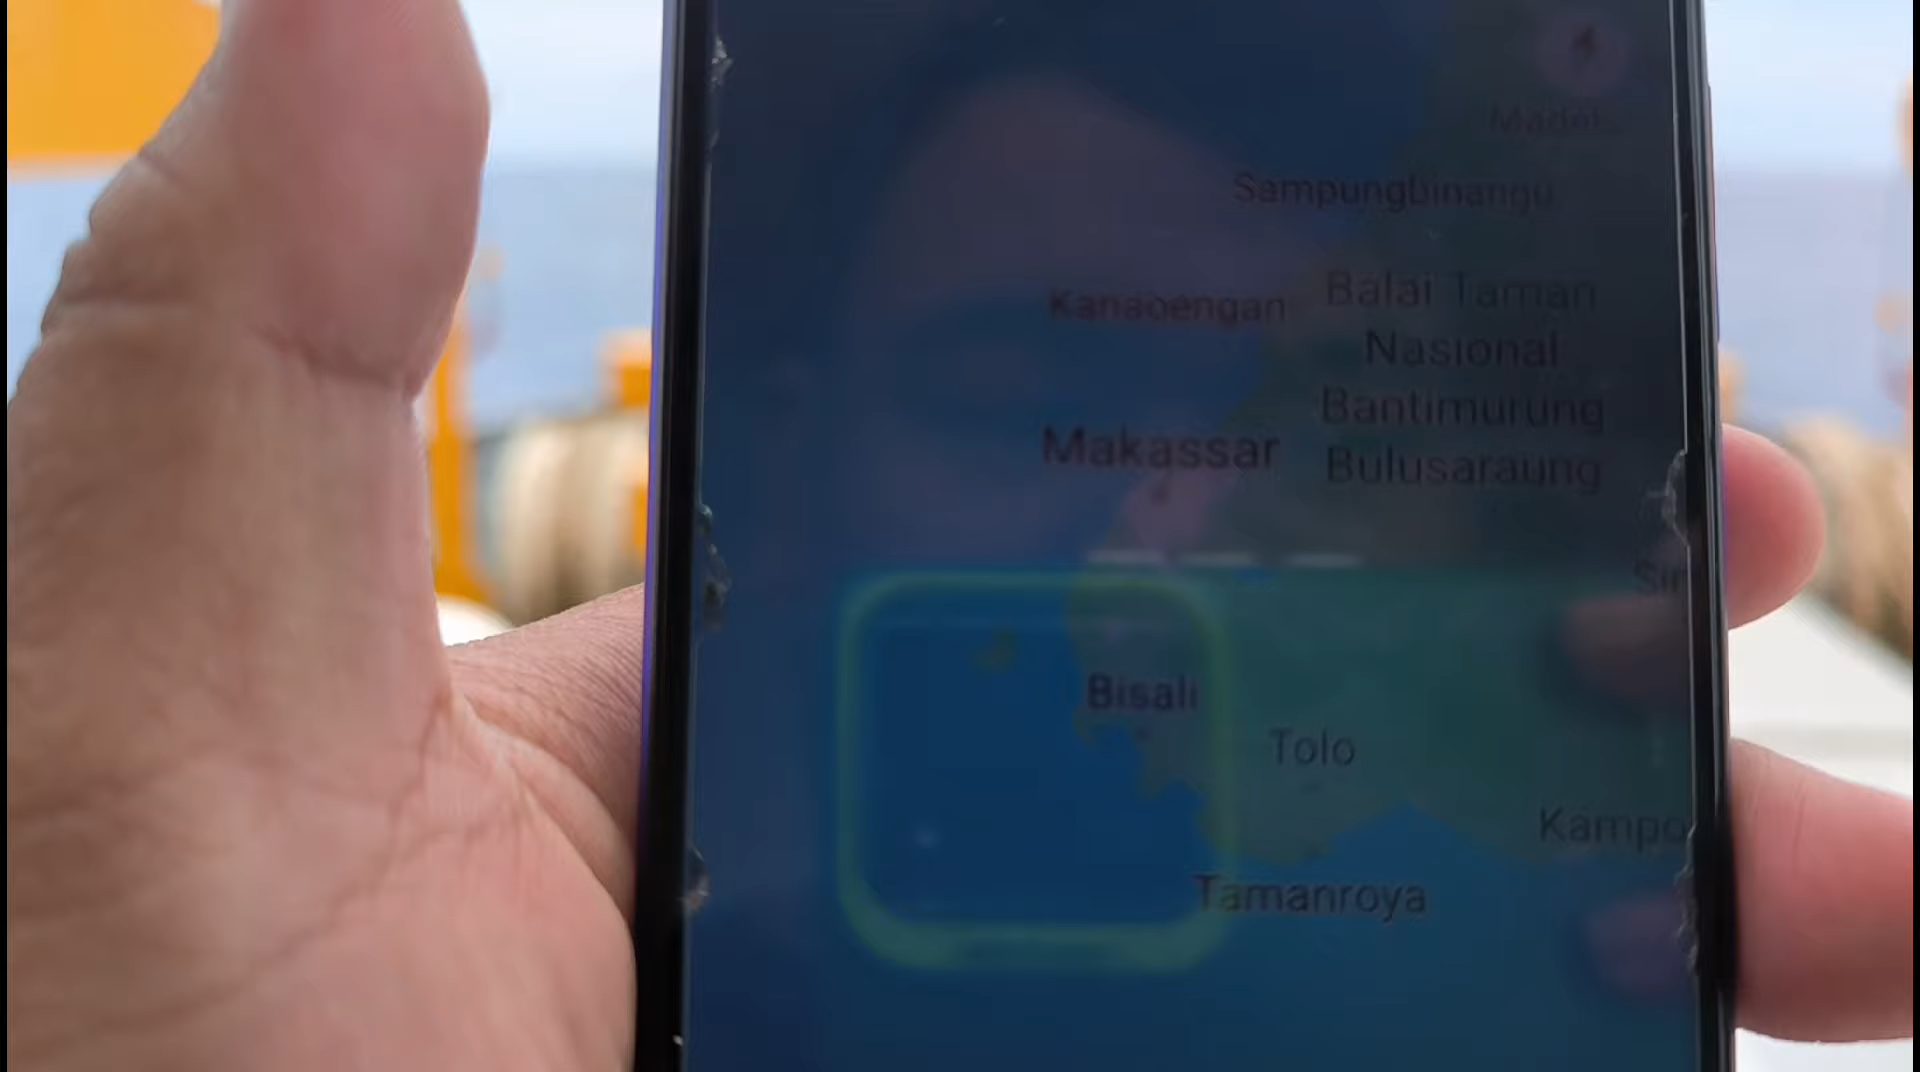 Sampungbinangu
Kanaoengan
Balai Taman
Nasional
Bantimurung
Bulusaraung
Makassar
Bisali
Tolo
Tamanroya